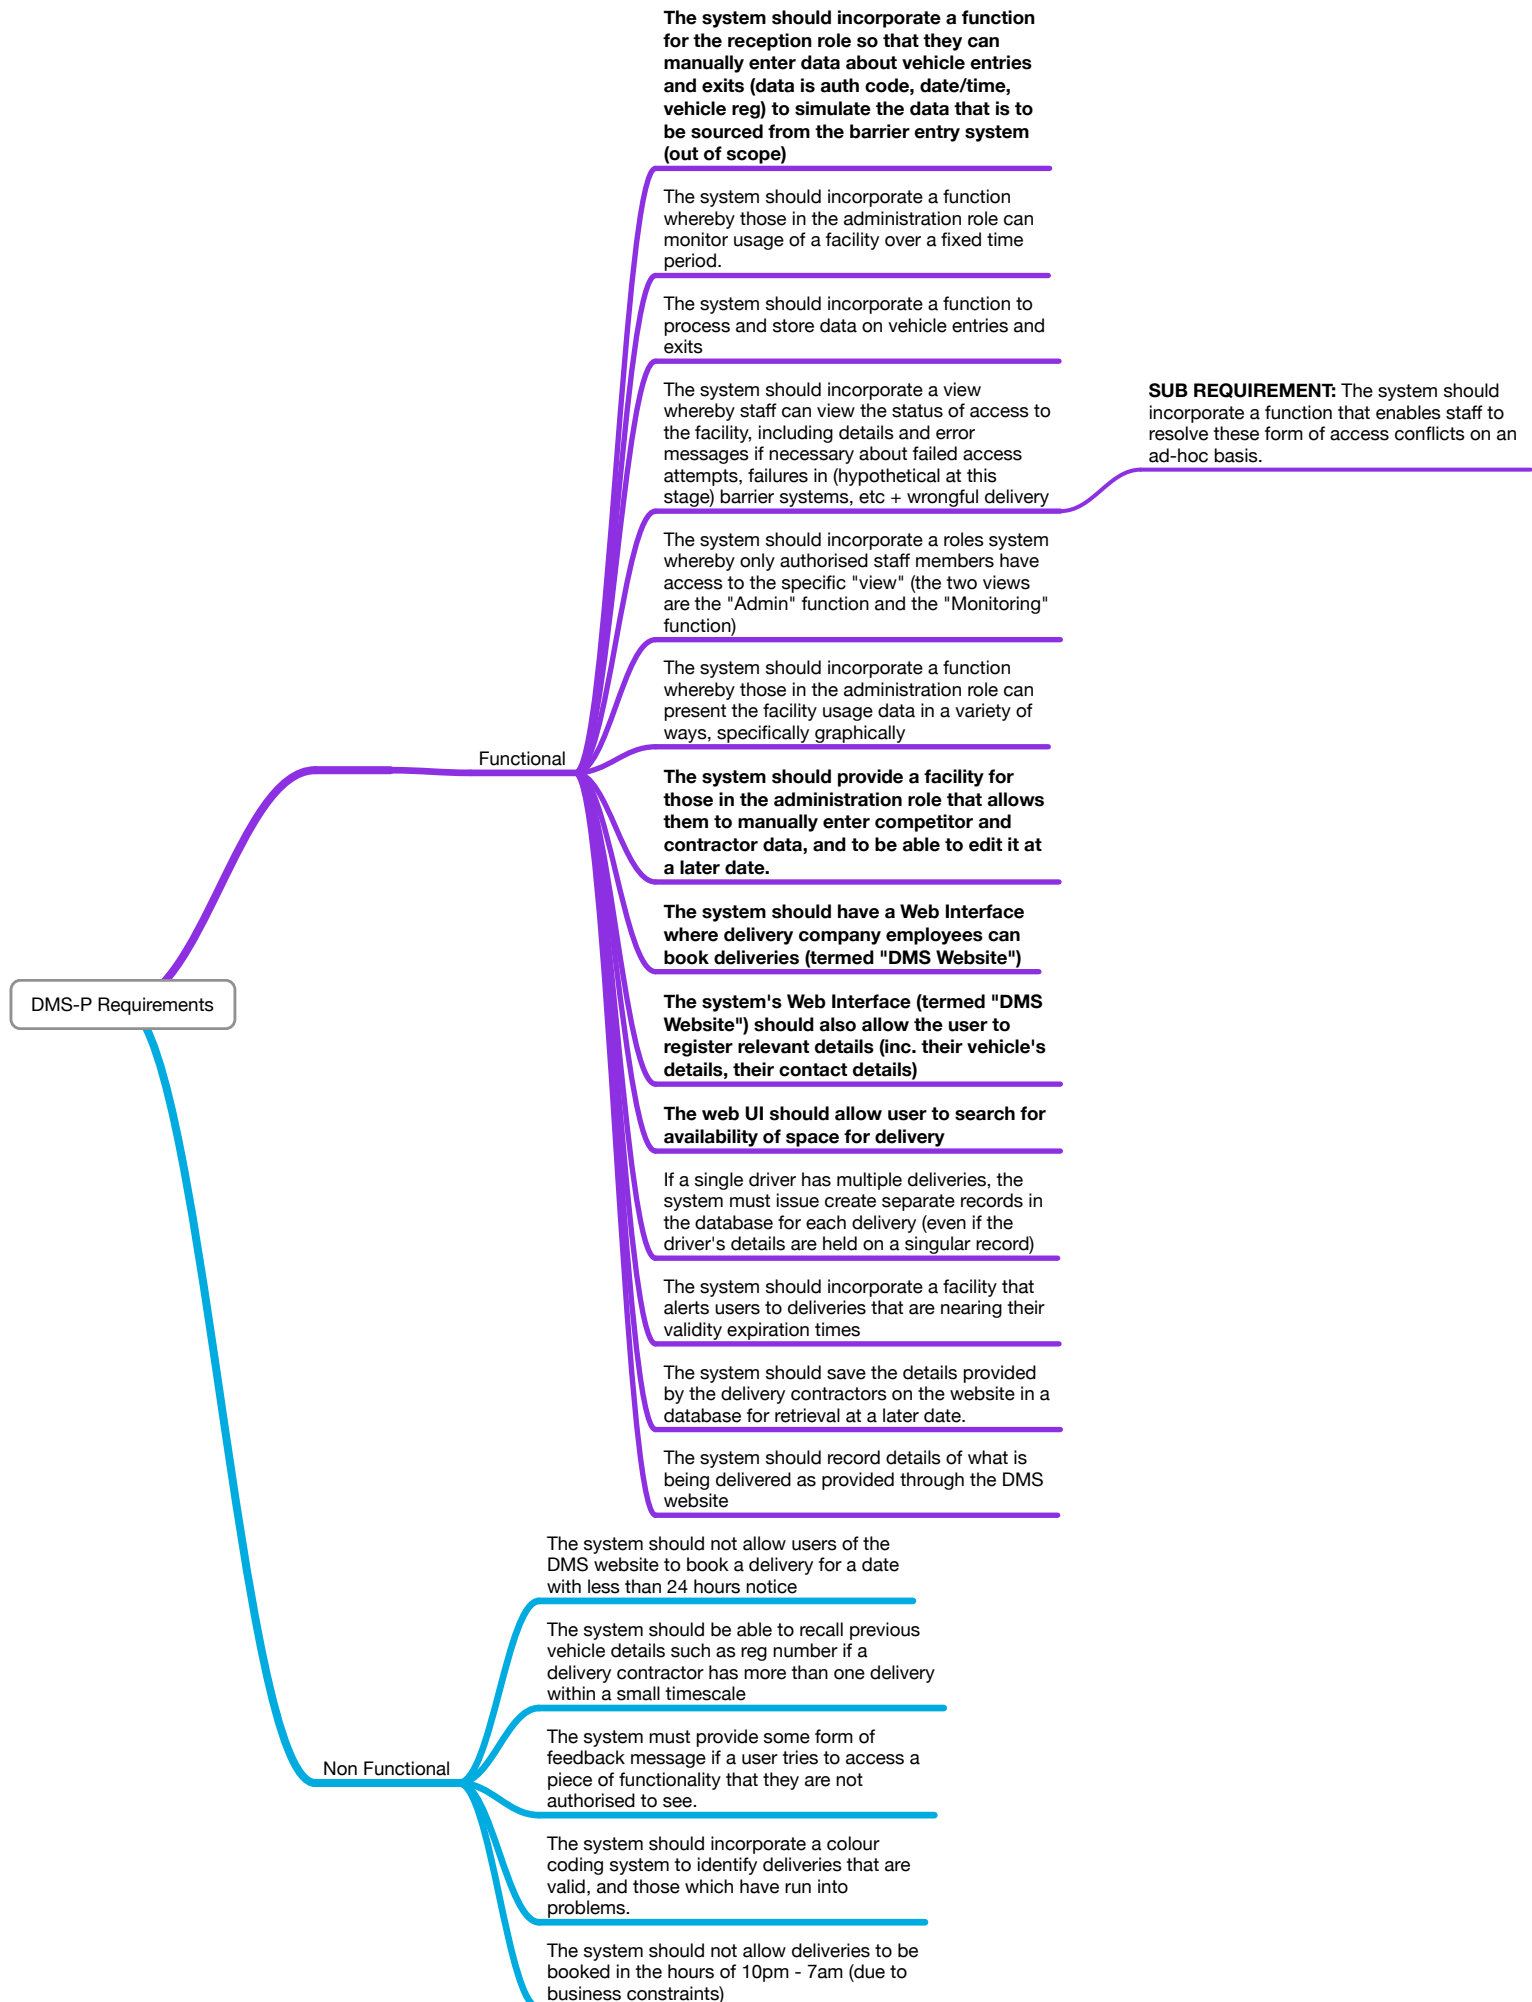 The system should incorporate a function
for the reception role so that they can
manually enter data about vehicle entries
and exits (data is auth code, date/time,
vehicle reg) to simulate the data that is to
be sourced from the barrier entry system
(out of scope)
The system should incorporate a function
whereby those in the administration role can
monitor usage of a facility over a fixed time
period.
The system should incorporate a function to
process and store data on vehicle entries and
exits
The system should incorporate a view
whereby staff can view the status of access to
the facility, including details and error
messages if necessary about failed access
attempts, failures in (hypothetical at this
stage) barrier systems, etc + wrongful delivery
SUB REQUIREMENT: The system should
incorporate a function that enables staff to
resolve these form of access conflicts on an
ad-hoc basis.
The system should incorporate a roles system
whereby only authorised staff members have
access to the specific "view" (the two views
are the "Admin" function and the "Monitoring"
function)
The system should incorporate a function
whereby those in the administration role can
present the facility usage data in a variety of
ways, specifically graphically
Functional
The system should provide a facility for
those in the administration role that allows
them to manually enter competitor and
contractor data, and to be able to edit it at
a later date.
The system should have a Web Interface
where delivery company employees can
book deliveries (termed "DMS Website")
DMS-P Requirements
The system's Web Interface (termed "DMS
Website") should also allow the user to
register relevant details (inc. their vehicle's
details, their contact details)
The web UI should allow user to search for
availability of space for delivery
If a single driver has multiple deliveries, the
system must issue create separate records in
the database for each delivery (even if the
driver's details are held on a singular record)
The system should incorporate a facility that
alerts users to deliveries that are nearing their
validity expiration times
The system should save the details provided
by the delivery contractors on the website in a
database for retrieval at a later date.
The system should record details of what is
being delivered as provided through the DMS
website
The system should not allow users of the
DMS website to book a delivery for a date
with less than 24 hours notice
The system should be able to recall previous
vehicle details such as reg number if a
delivery contractor has more than one delivery
within a small timescale
Non Functional
The system must provide some form of
feedback message if a user tries to access a
piece of functionality that they are not
authorised to see.
The system should incorporate a colour
coding system to identify deliveries that are
valid, and those which have run into
problems.
The system should not allow deliveries to be
booked in the hours of 10pm - 7am (due to
business constraints)